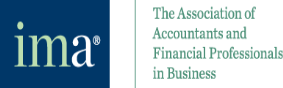 ima®
The Association of
Accountants and
Financial Professionals
in Business